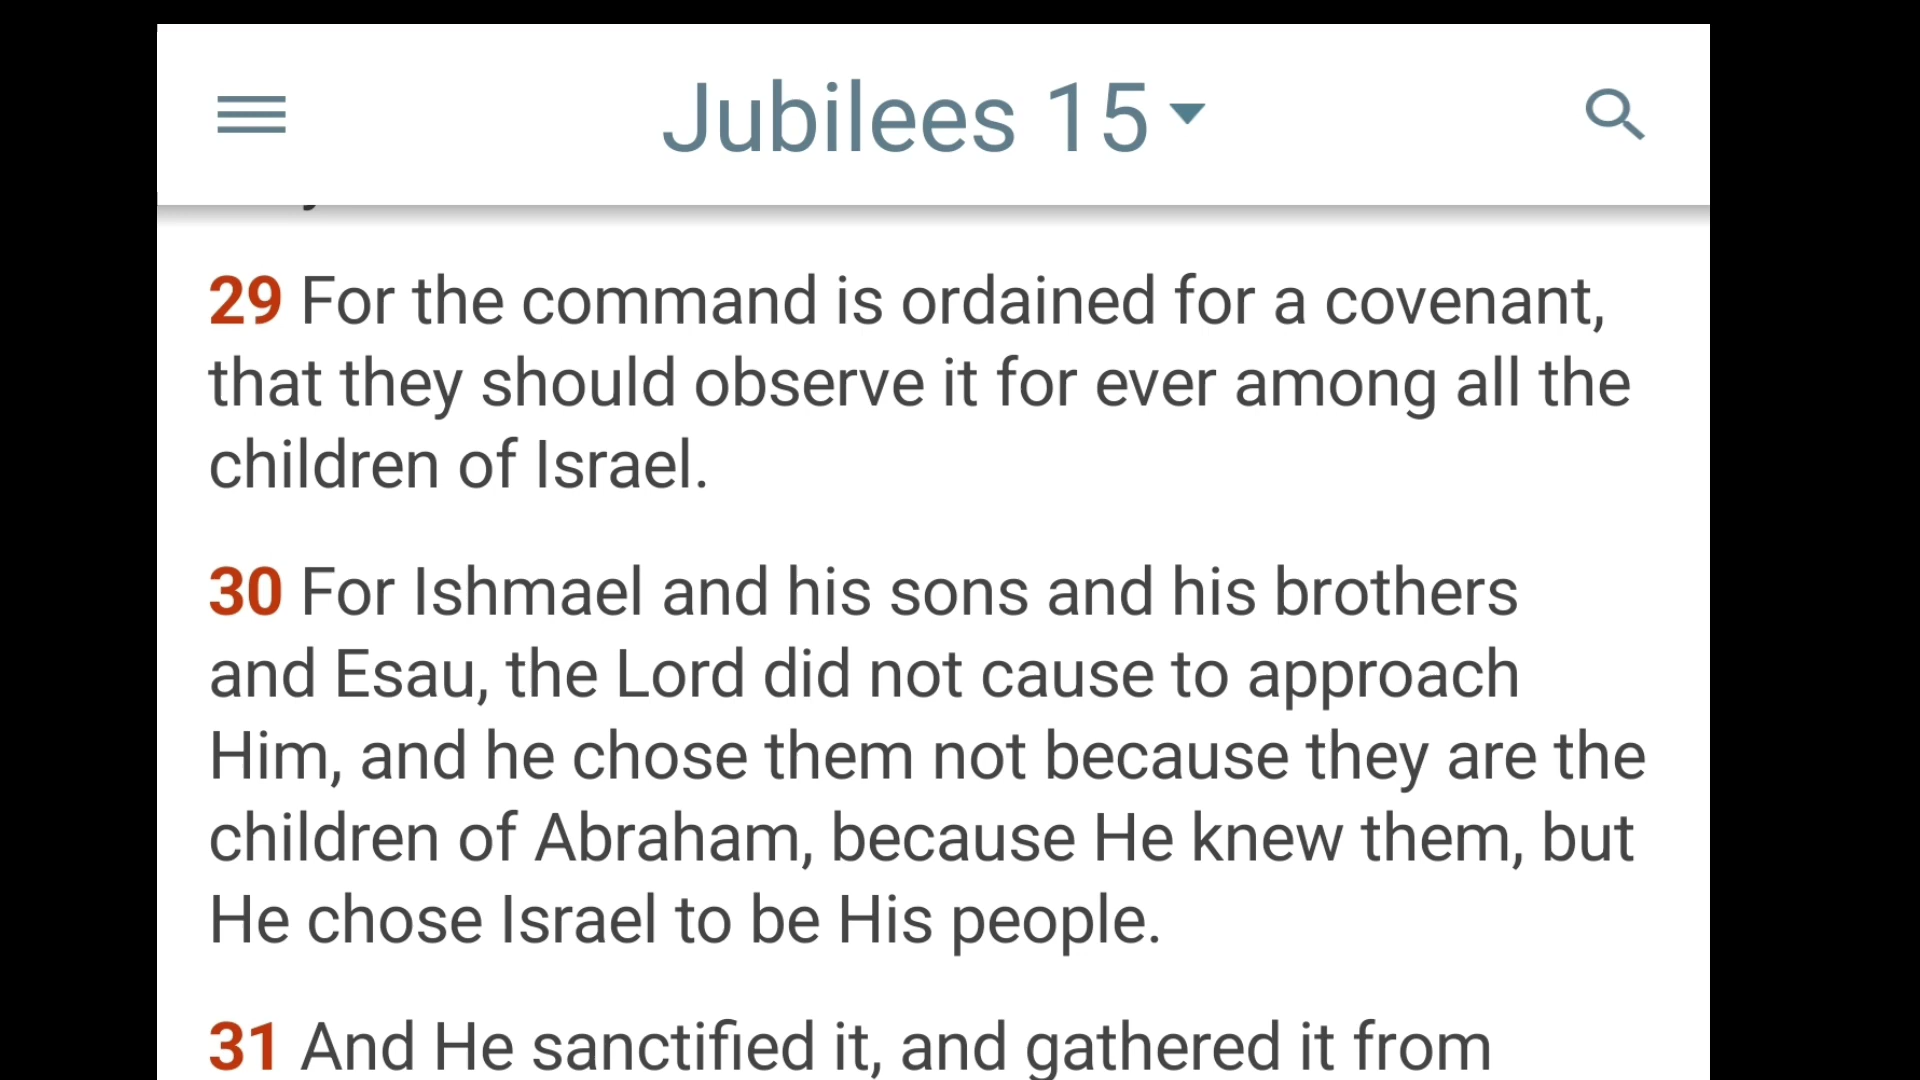 Jubilees 15
29 For the command is ordained for a covenant,
that they should observe it for ever among all the
children of Israel.
30 For Ishmael and his sons and his brothers
and Esau, the Lord did not cause to approach
Him, and he chose them not because they are the
children of Abraham, because He knew them, but
He chose Israel to be His people.
31 And He sanctified it, and gathered it from